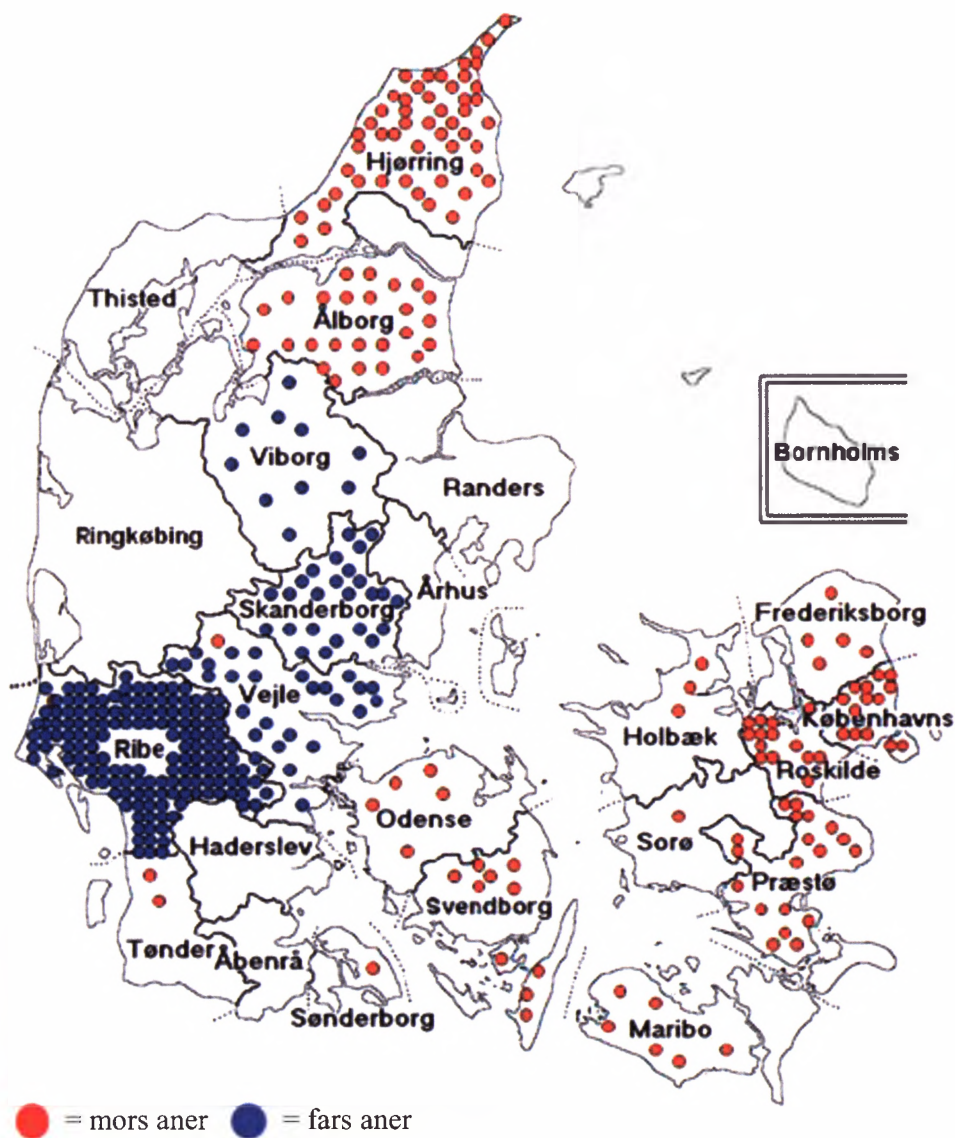 Hjørring
Thisted
Ålborg
Viborg
Bornholms
Randers
Ringkøbing
Århus
Skanderborg
Frederiksborg
Vejle
Københavns
Holbæk
Ribe
Roskilde
Odense
Sorø
Haderslev
Præstø
Svendborg
Tønder
Åbenrå
Sønderborg
Maribo
= mors aner = fars aner